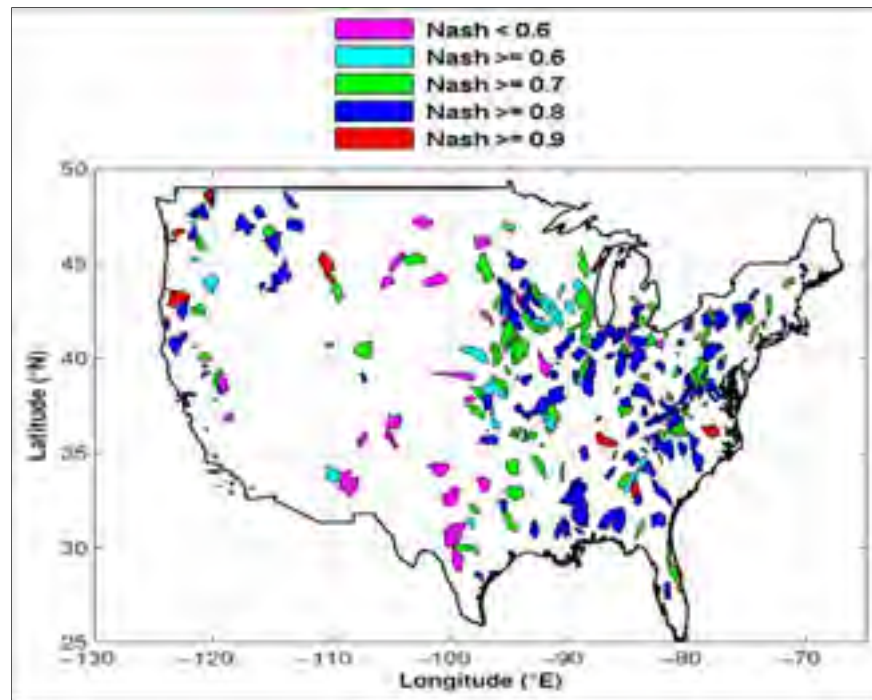 Nash < 0.6
Nash >= 0.6
Nash >= 0.7
Nash >= 0.8
Nash >= 0.9
50
45
40
35
30
25
Latitude (°N)
−130
−120
−110
−100
−90
−80
−70
Longitude (°E)